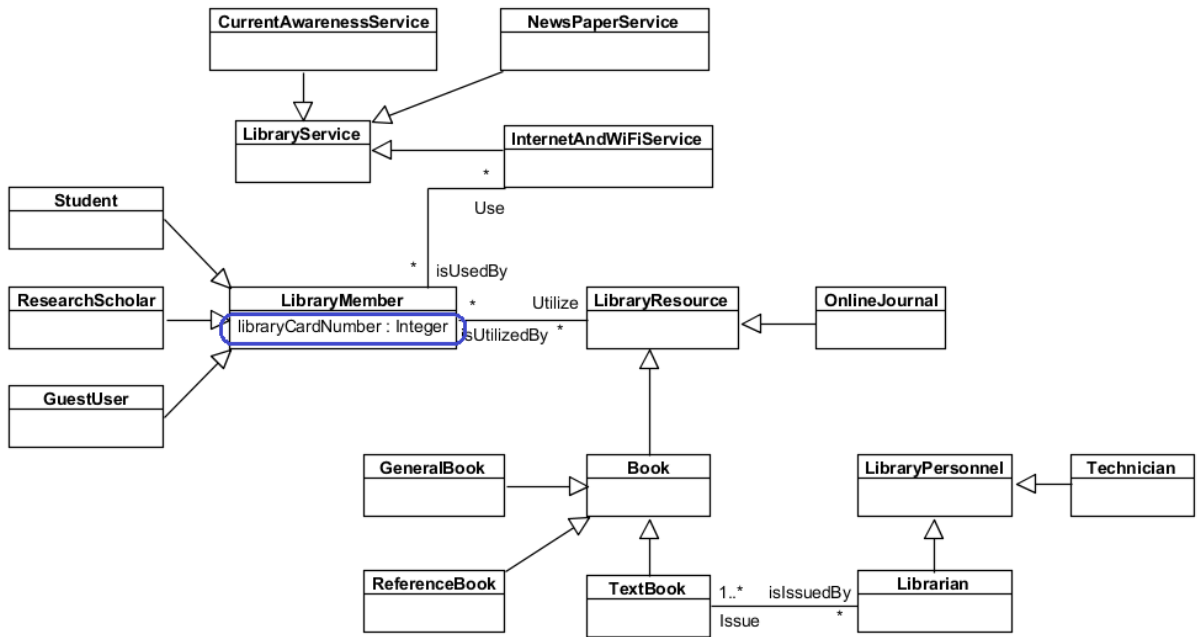 CurrentAwarenessService
NewsPaperService
LibraryService
InternetAndWiFiService
*
Use
Student
*
isUsedBy
ResearchScholar
LibraryMember
libraryCardNumber : Integer
*
Utilize
isUtilizedBy
*
LibraryResource
OnlineJournal
GuestUser
GeneralBook
Book
LibraryPersonnel
Technician
ReferenceBook
TextBook
1..*
isIssuedBy
Issue
*
Librarian